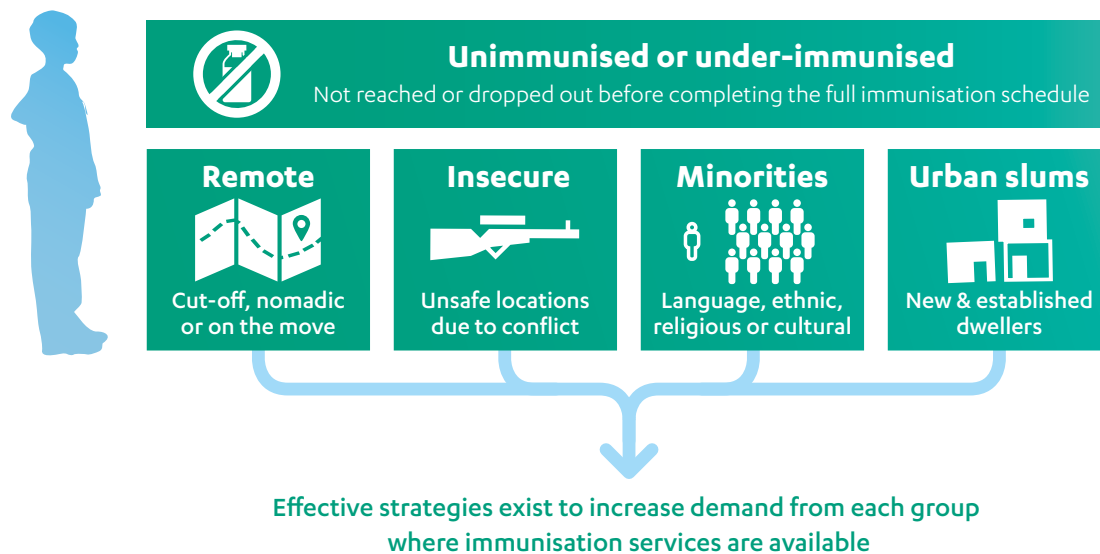 Unimmunised or under-immunised
Not reached or dropped out before completing the full immunisation schedule
Remote
Cut-off, nomadic
or on the move
Insecure
Unsafe locations
due to conflict
Minorities
Language, ethnic,
religious or cultural
Urban slums
New & established
dwellers
Effective strategies exist to increase demand from each group
where immunisation services are available